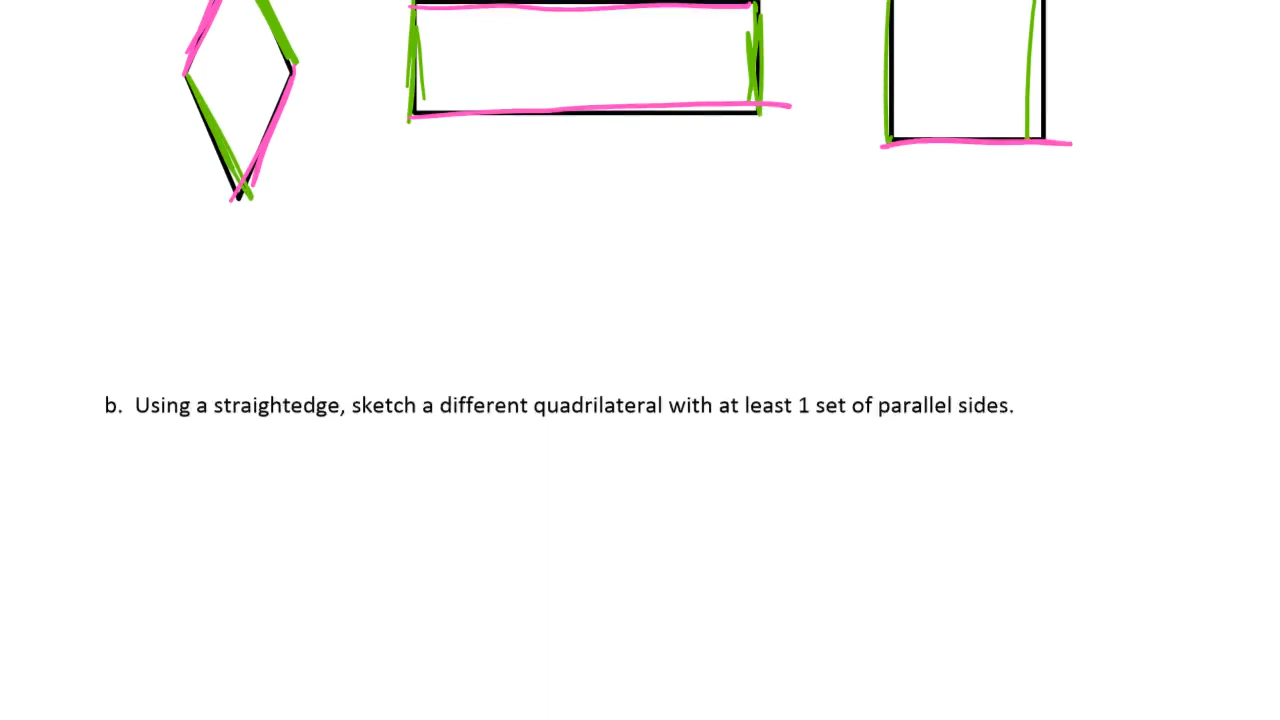 b. Using a straightedge, sketch a different quadrilateral with at least 1 set of parallel sides.